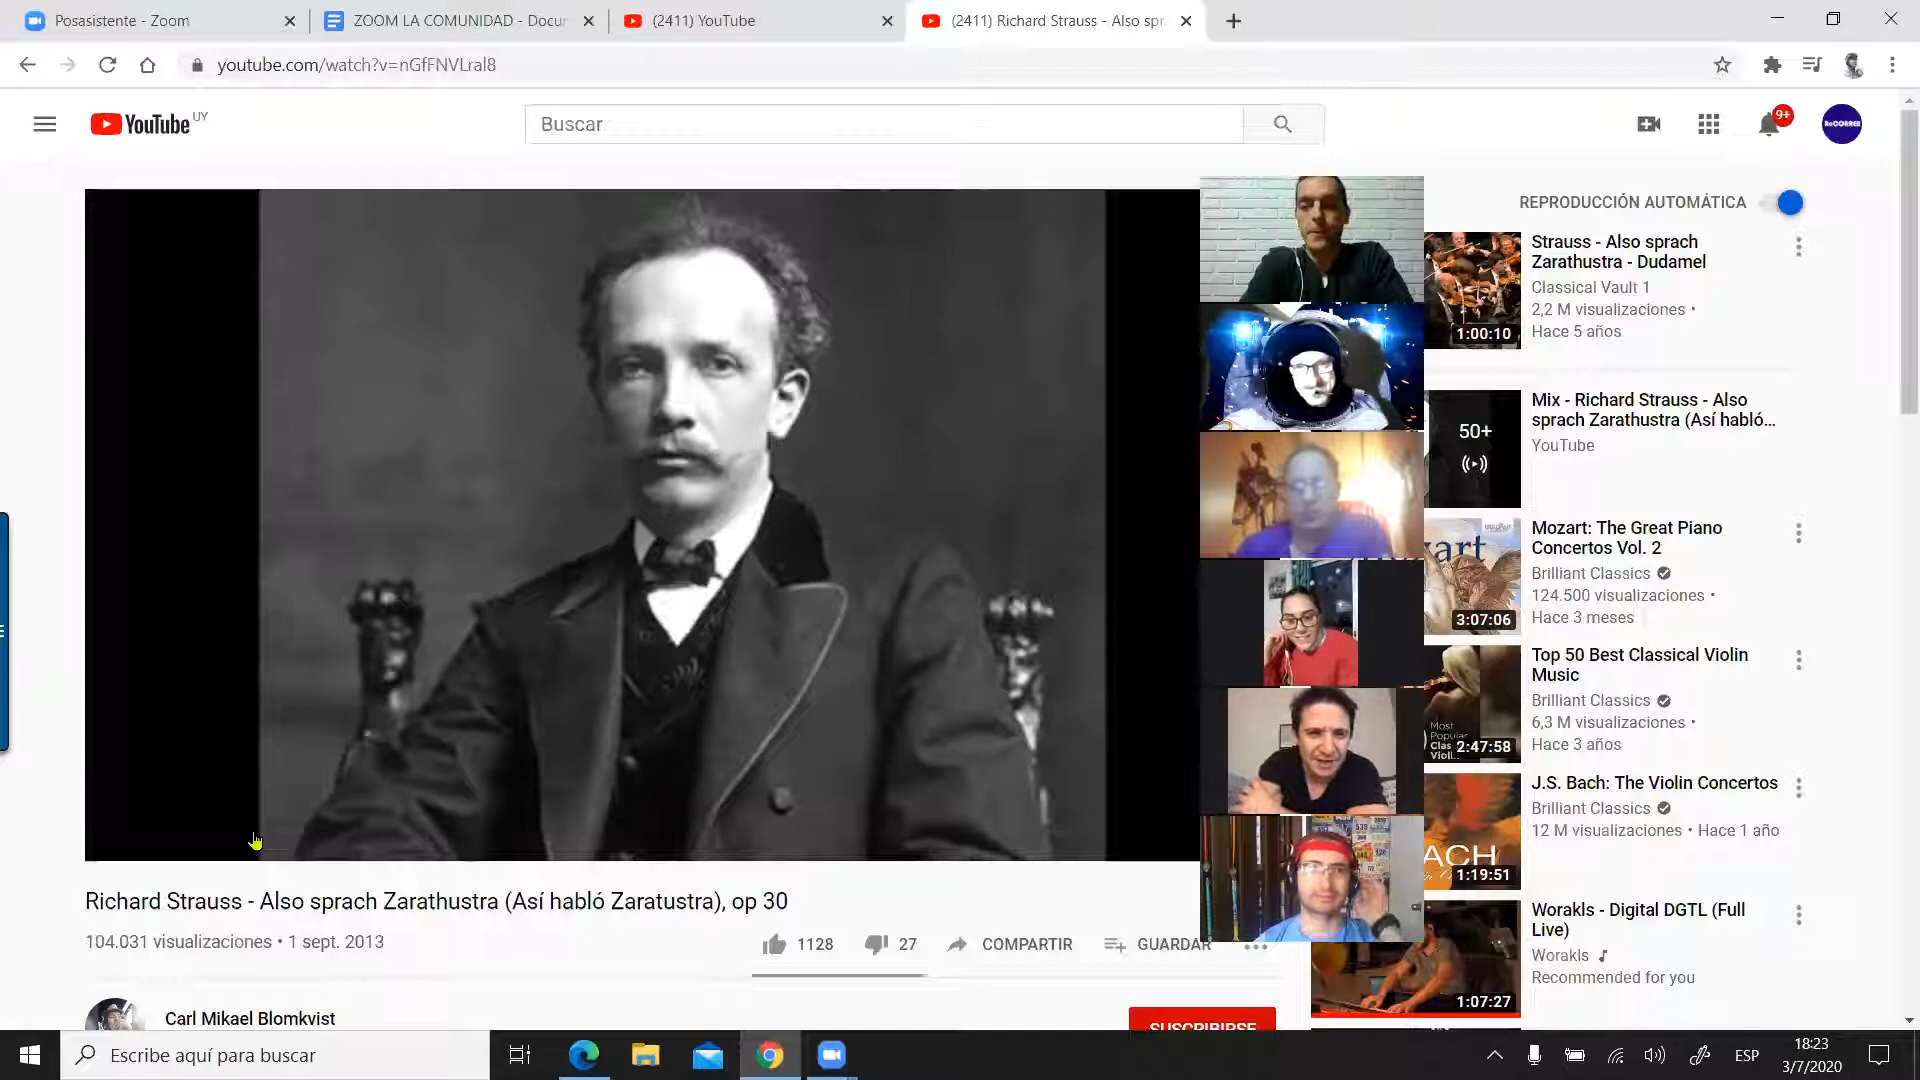 Posasistente - Zoom
ZOOM LA COMUNIDAD - Docu
(2411) YouTube
(2411) Richard Strauss - Also spr
youtube.com/watch?v=nGfFNVLral8
YouTube UY
Buscar
9+
ReCORRER
REPRODUCCIÓN AUTOMÁTICA
Strauss - Also sprach
Zarathustra - Dudamel
Classical Vault 1
2,2 M visualizaciones •
Hace 5 años
1:00:10
Mix - Richard Strauss - Also
sprach Zarathustra (Así habló...
YouTube
50+
Mozart: The Great Piano
Concertos Vol. 2
Brilliant Classics
124.500 visualizaciones •
Hace 3 meses
3:07:06
Top 50 Best Classical Violin
Music
Brilliant Classics
6,3 M visualizaciones •
Hace 3 años
Most
Popular
2:47:58
J.S. Bach: The Violin Concertos
Brilliant Classics
12 M visualizaciones • Hace 1 año
ACH
1:19:51
Worakls - Digital DGTL (Full
Live)
Worakls
Recommended for you
1:07:27
Richard Strauss - Also sprach Zarathustra (Así habló Zaratustra), op 30
104.031 visualizaciones • 1 sept. 2013
1128
27
COMPARTIR
GUARDAR
Carl Mikael Blomkvist
SUSCRIBIRSE
Escribe aquí para buscar
ESP
18:23
3/7/2020